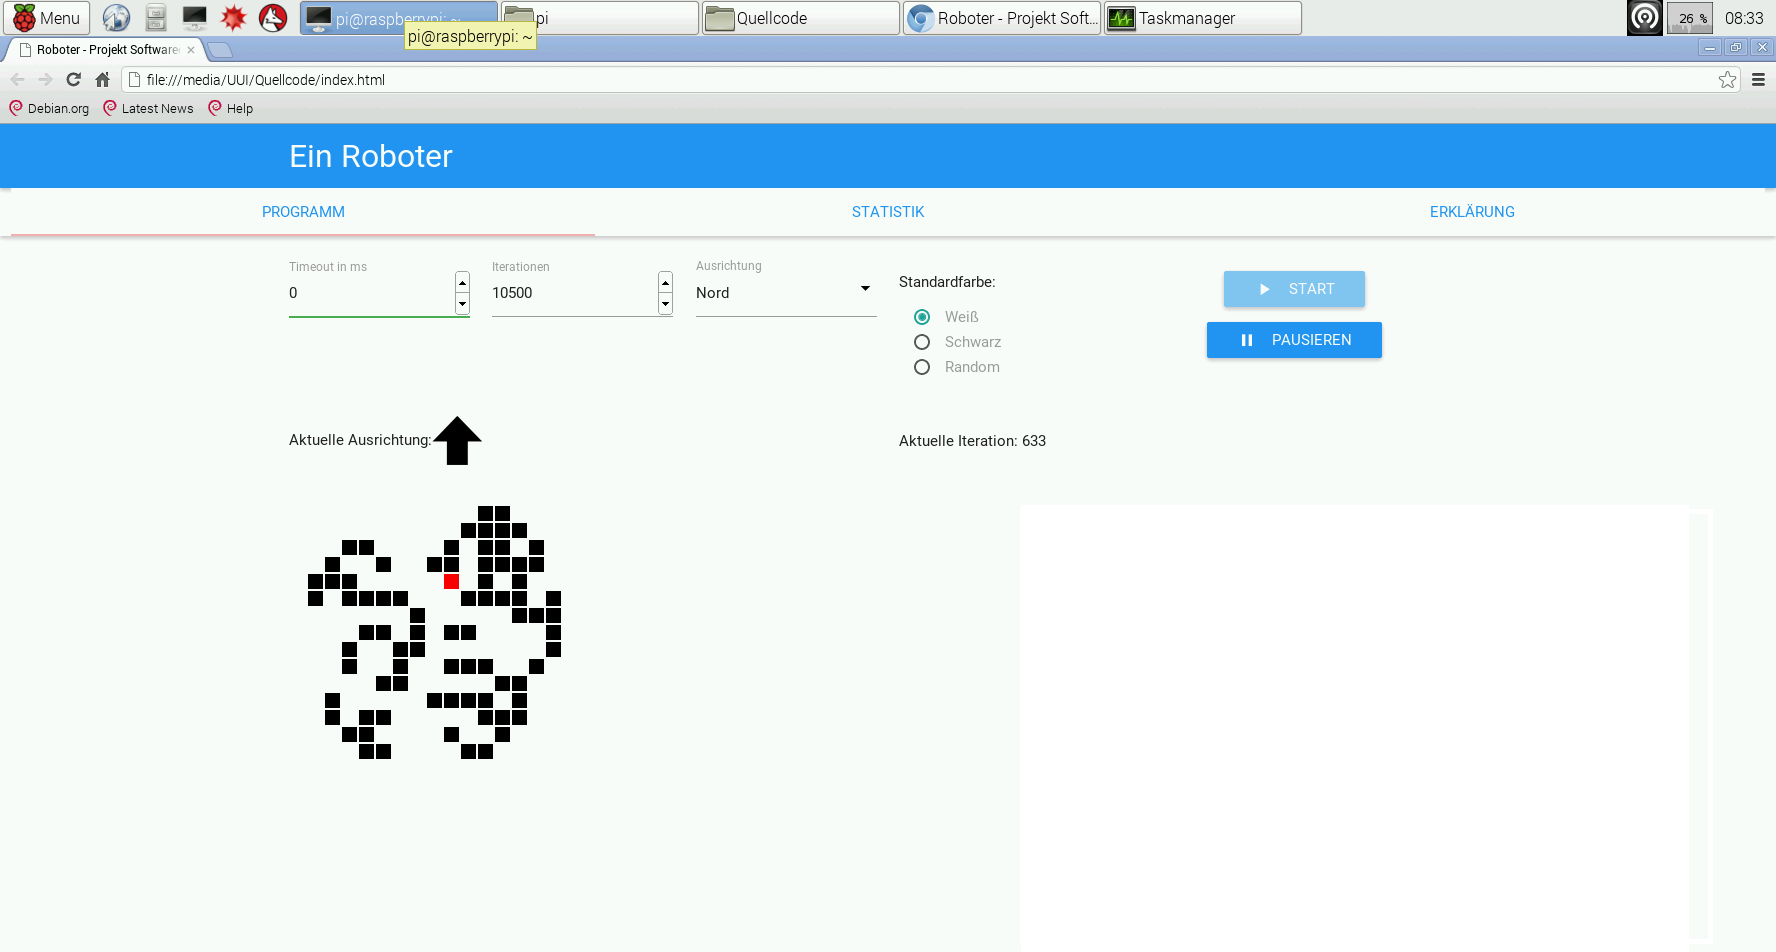 Menu
pi@raspberrypi: ~
pi
Quellcode
Roboter - Projekt Soft...
Taskmanager
26 %
08:33
pi@raspberrypi: ~
Roboter - Projekt Software
file:///media/UUI/Quellcode/index.html
Debian.org
Latest News
Help
Ein Roboter
PROGRAMM
STATISTIK
ERKLÄRUNG
Timeout in ms
0
Iterationen
10500
Ausrichtung
Nord
Standardfarbe:
Weiß
Schwarz
Random
START
PAUSIEREN
Aktuelle Ausrichtung:
Aktuelle Iteration: 633